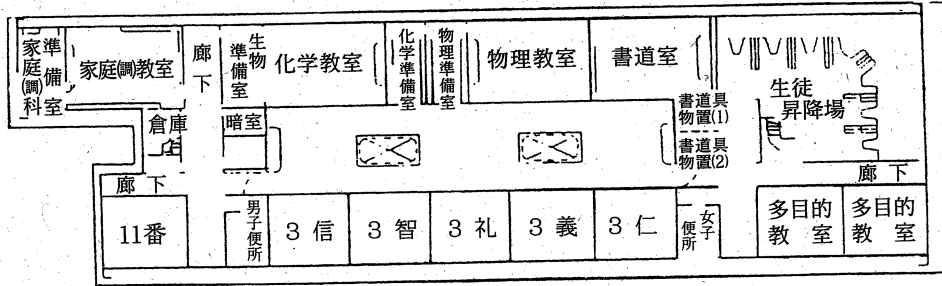 家庭(調)科
準備室
家庭(調)教室
廊下
生物
準備室
化学教室
化学準備室
物理準備室
物理教室
書道室
生徒
昇降場
倉庫
暗室
書道具
物置(1)
書道具
物置(2)
廊下
廊下
11番
男子便所
3信
3智
3礼
3義
3仁
女子
便所
多目的
教室
多目的
教室